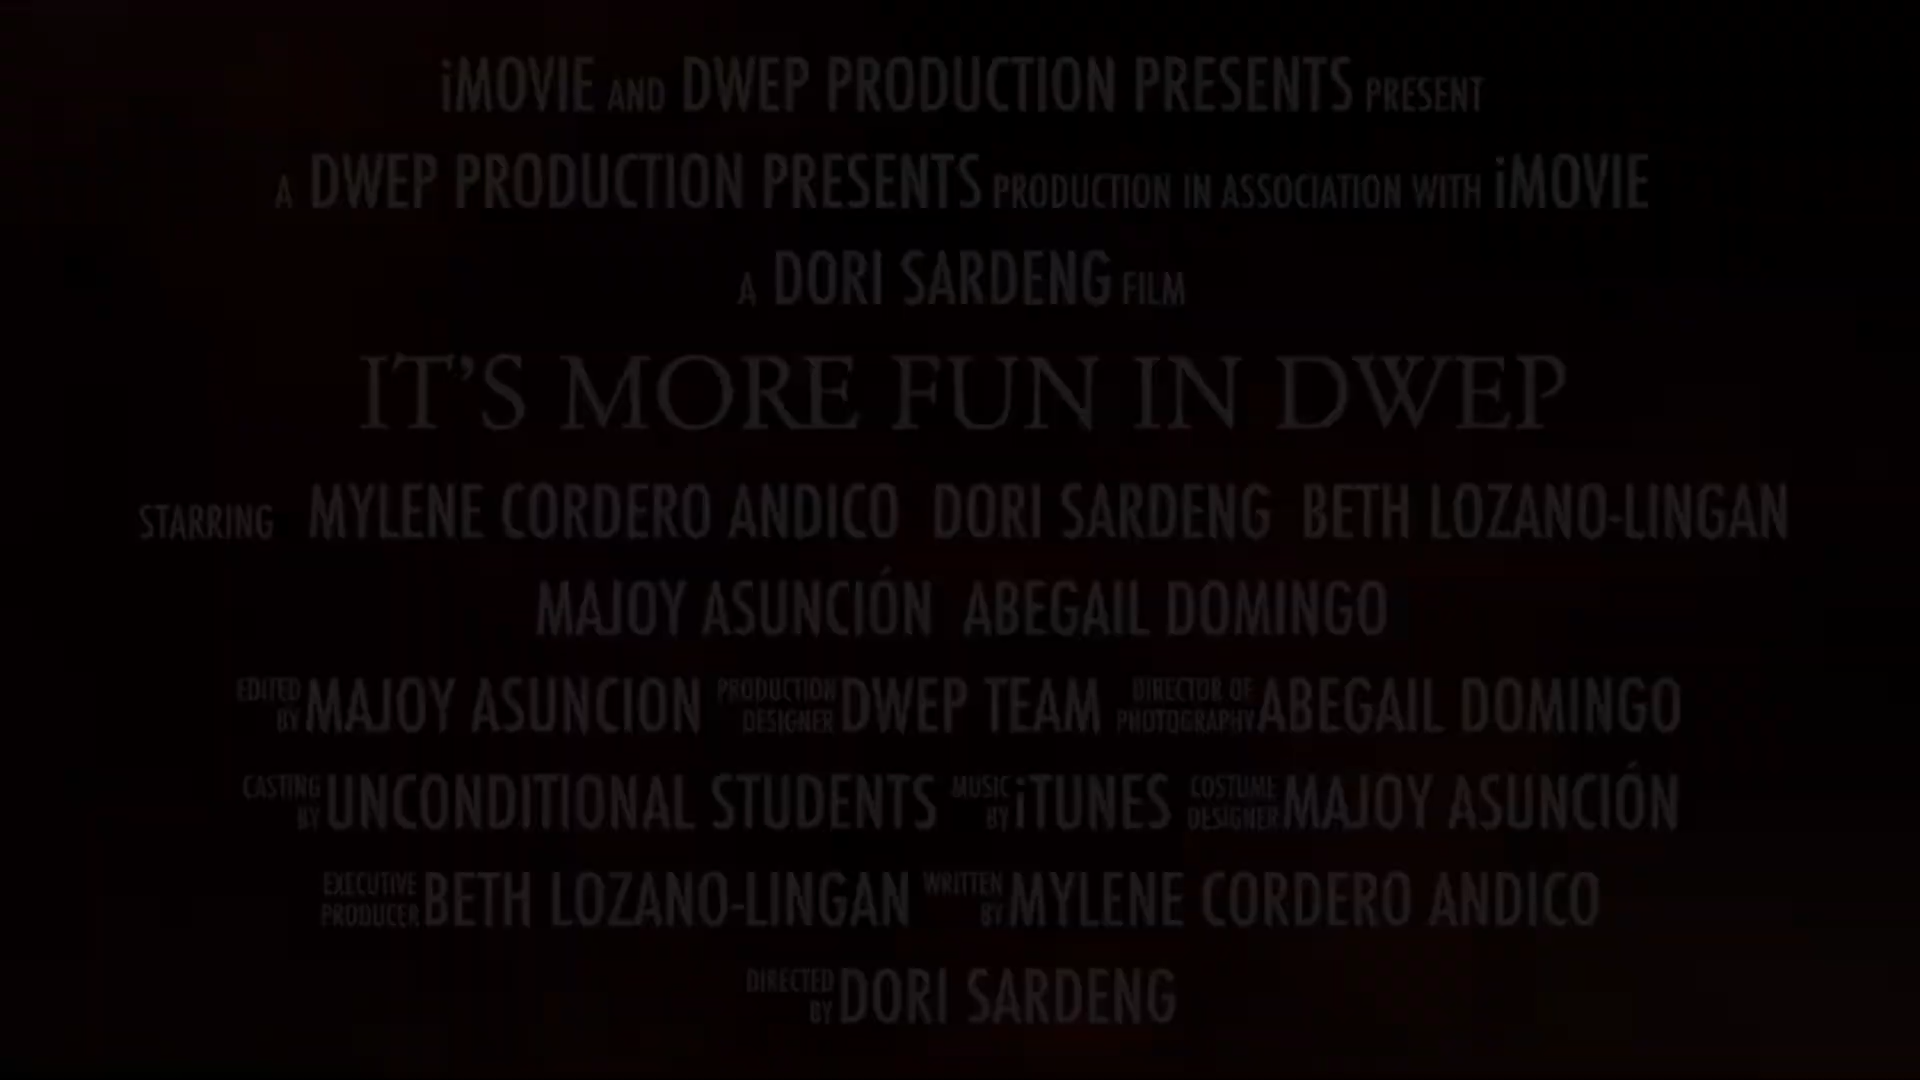 iMOVIE AND DWEP PRODUCTION PRESENTS PRESENT
A DWEP PRODUCTION PRESENTS PRODUCTION IN ASSOCIATION WITH iMOVIE
A DORI SARDENG FILM
IT'S MORE FUN IN DWEP
STARRING MYLENE CORDERO ANDICO DORI SARDENG BETH LOZANO-LINGAN
MAJOY ASUNCIÓN ABEGAIL DOMINGO
EDITED BY MAJOY ASUNCION PRODUCTION DESIGNER DWEP TEAM DIRECTOR OF PHOTOGRAPHY ABEGAIL DOMINGO
CASTING BY UNCONDITIONAL STUDENTS MUSIC BY iTUNES COSTUME DESIGNER MAJOY ASUNCIÓN
EXECUTIVE PRODUCER BETH LOZANO-LINGAN WRITTEN BY MYLENE CORDERO ANDICO
DIRECTED BY DORI SARDENG